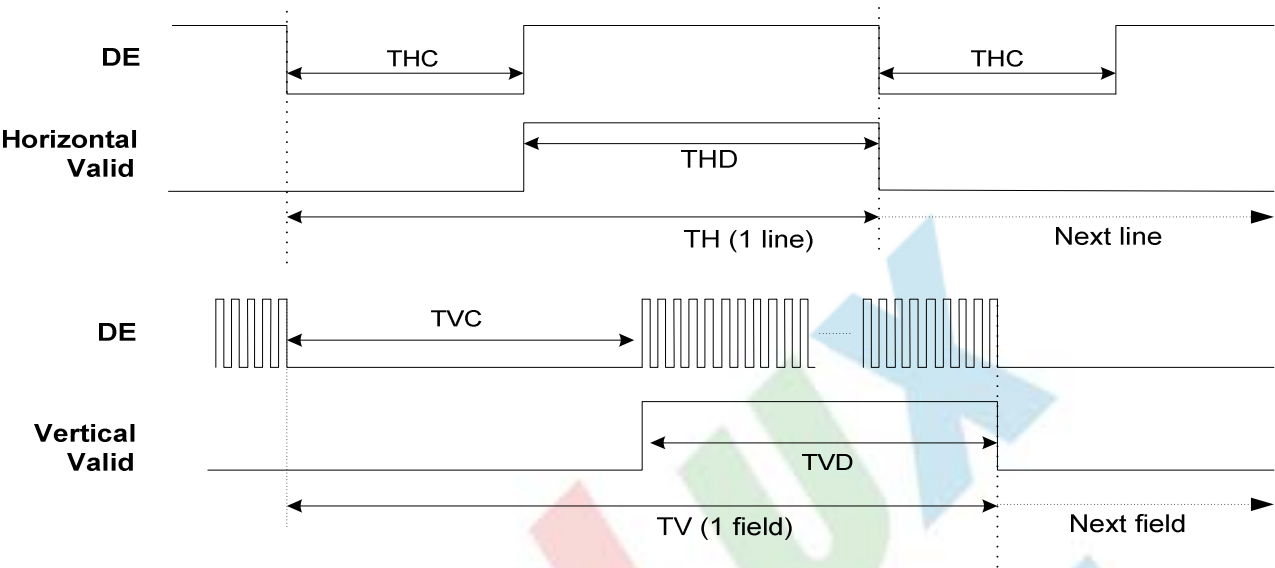 DE
THC
THC
Horizontal
Valid
THD
TH (1 line)
Next line
DE
TVC
Vertical
Valid
TVD
TV (1 field)
Next field
UX